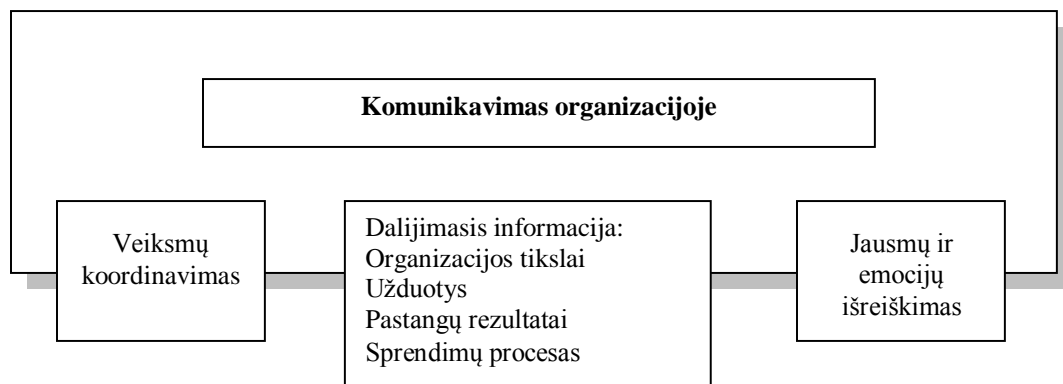 Komunikavimas organizacijoje
Veiksmų
koordinavimas
Dalijimasis informacija:
Organizacijos tikslai
Užduotys
Pastangų rezultatai
Sprendimų procesas
Jausmų ir
emocijų
išreiškimas